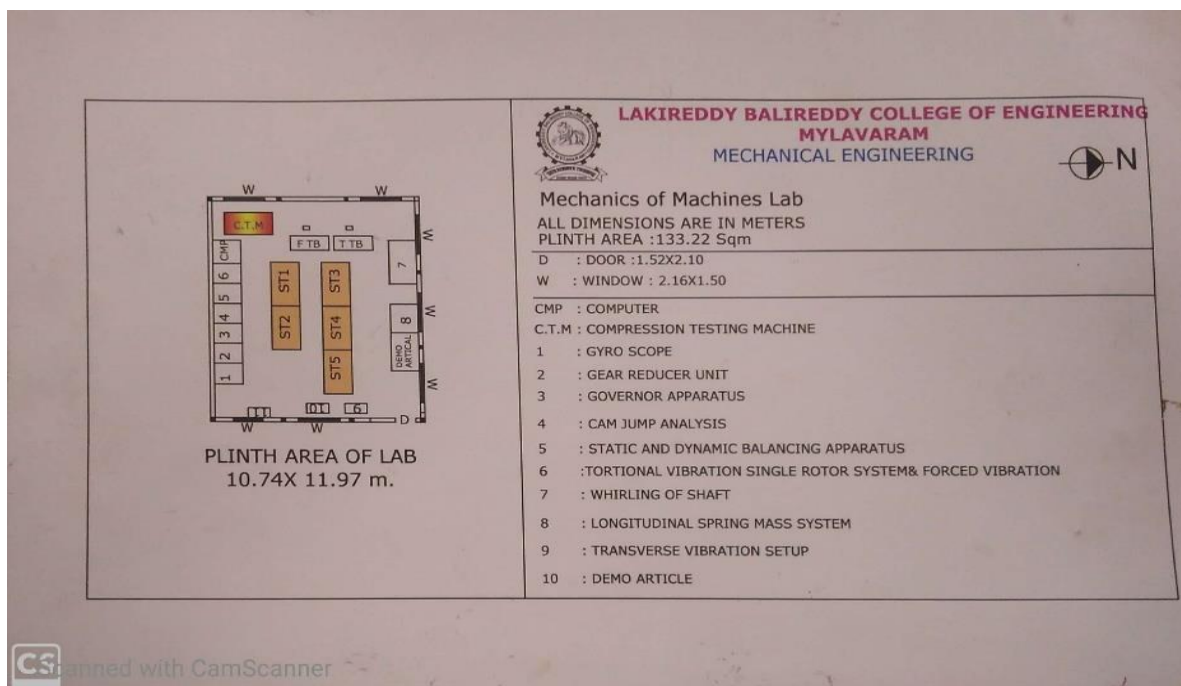 LAKIREDDY BALIREDDY COLLEGE OF ENGINEERING
MYLAVARAM
MECHANICAL ENGINEERING
N
Mechanics of Machines Lab
ALL DIMENSIONS ARE IN METERS
PLINTH AREA :133.22 Sqm
D : DOOR :1.52X2.10
W : WINDOW : 2.16X1.50
CMP : COMPUTER
C.T.M : COMPRESSION TESTING MACHINE
1 : GYRO SCOPE
2 : GEAR REDUCER UNIT
3 : GOVERNOR APPARATUS
4 : CAM JUMP ANALYSIS
5 : STATIC AND DYNAMIC BALANCING APPARATUS
6 :TORTIONAL VIBRATION SINGLE ROTOR SYSTEM& FORCED VIBRATION
7 : WHIRLING OF SHAFT
8 : LONGITUDINAL SPRING MASS SYSTEM
9 : TRANSVERSE VIBRATION SETUP
10 : DEMO ARTICLE
W W
C.T.M
F TB T TB
W
CMP
7
6
ST1 ST3
5
W
4
8
ST2 ST4
3
DEMO
ARTICAL
2
ST5
1
W
11 10 9
D
W W
PLINTH AREA OF LAB
10.74X 11.97 m.
CS
Scanned with CamScanner